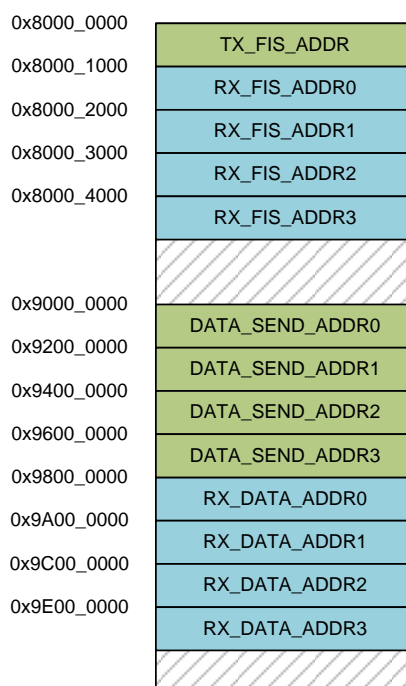 0x8000_0000
TX_FIS_ADDR
0x8000_1000
RX_FIS_ADDR0
0x8000_2000
RX_FIS_ADDR1
0x8000_3000
RX_FIS_ADDR2
0x8000_4000
RX_FIS_ADDR3
0x9000_0000
DATA_SEND_ADDR0
0x9200_0000
DATA_SEND_ADDR1
0x9400_0000
DATA_SEND_ADDR2
0x9600_0000
DATA_SEND_ADDR3
0x9800_0000
RX_DATA_ADDR0
0x9A00_0000
RX_DATA_ADDR1
0x9C00_0000
RX_DATA_ADDR2
0x9E00_0000
RX_DATA_ADDR3